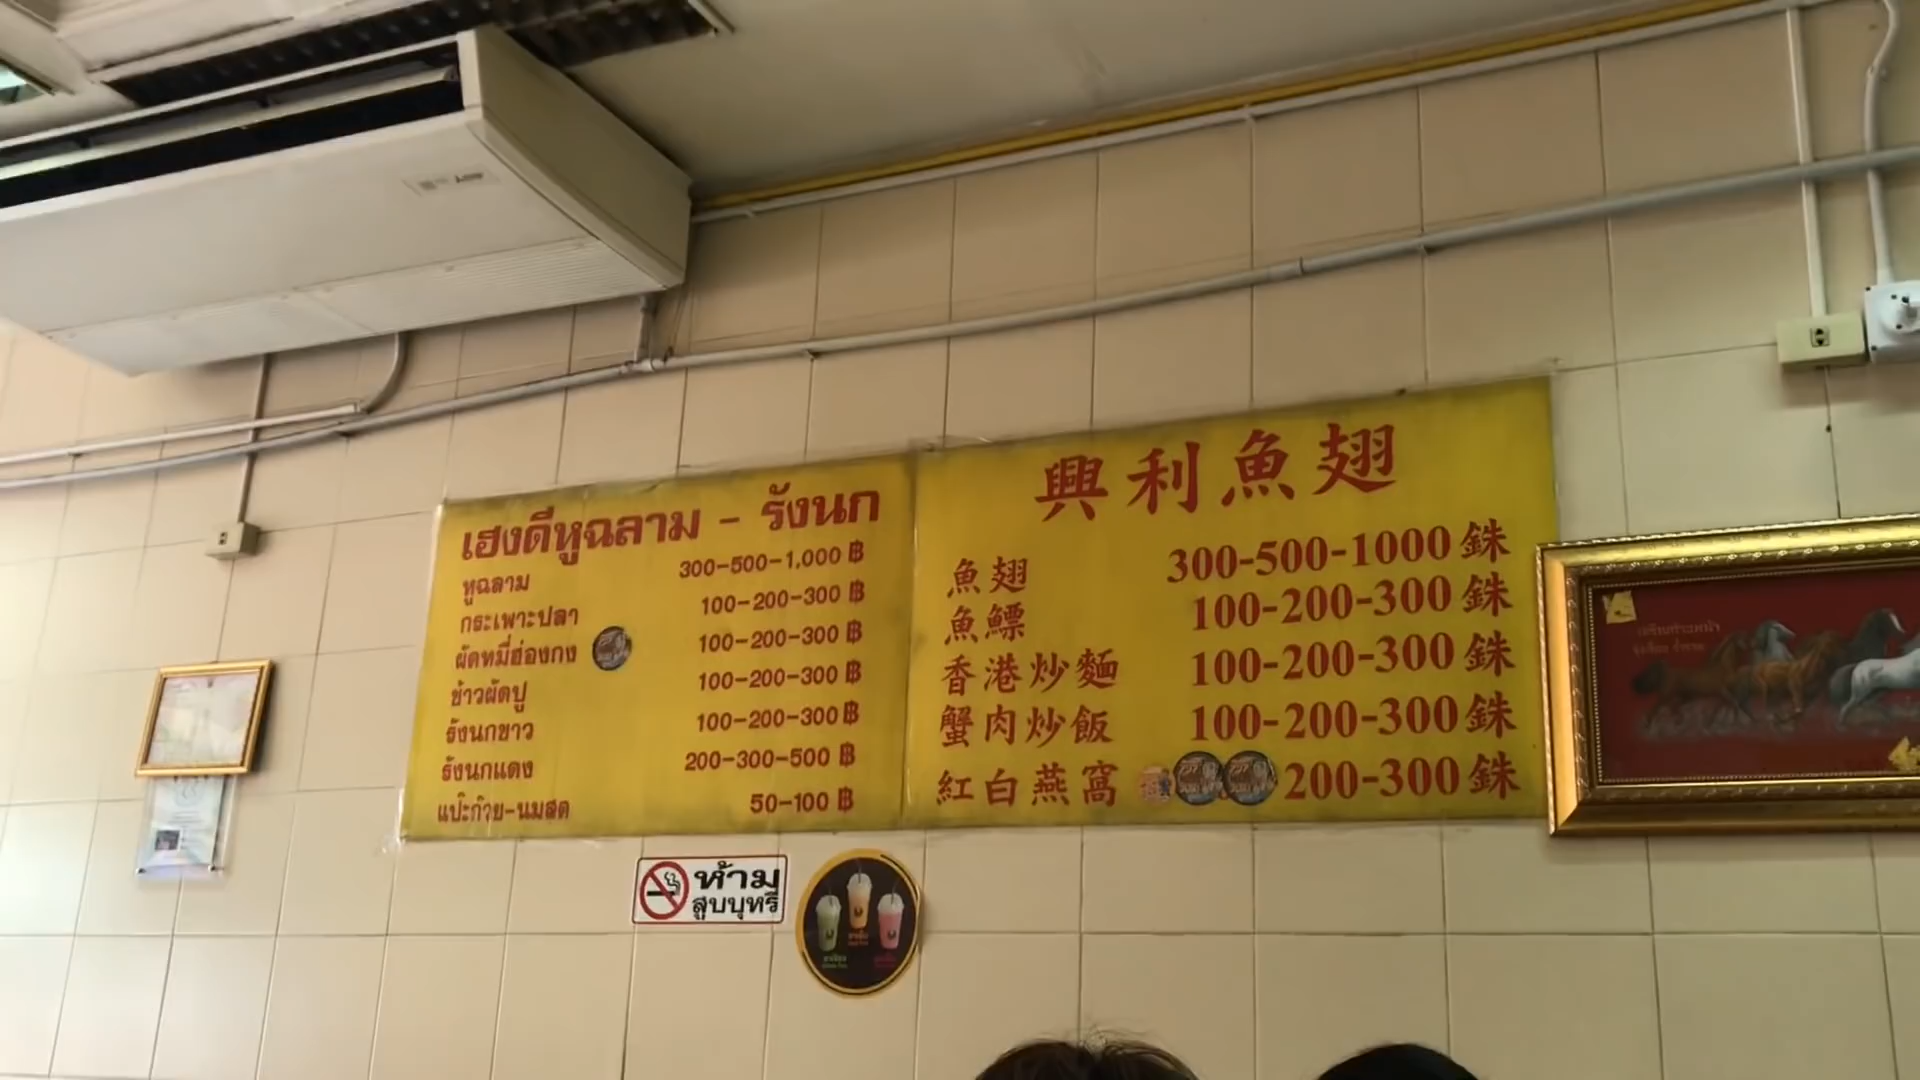 เฮงดีหูฉลาม - รังนก
หูฉลาม 300-500-1,000 ฿
กระเพาะปลา 100-200-300 ฿
ผัดหมี่ฮ่องกง 100-200-300 ฿
ข้าวผัดปู 100-200-300 ฿
รังนกขาว 100-200-300 ฿
รังนกแดง 200-300-500 ฿
แปะก๊วย-นมสด 50-100 ฿
興利魚翅
魚翅 300-500-1000 銖
魚鰾 100-200-300 銖
香港炒麵 100-200-300 銖
蟹肉炒飯 100-200-300 銖
紅白燕窩 200-300 銖
ห้าม
สูบบุหรี่